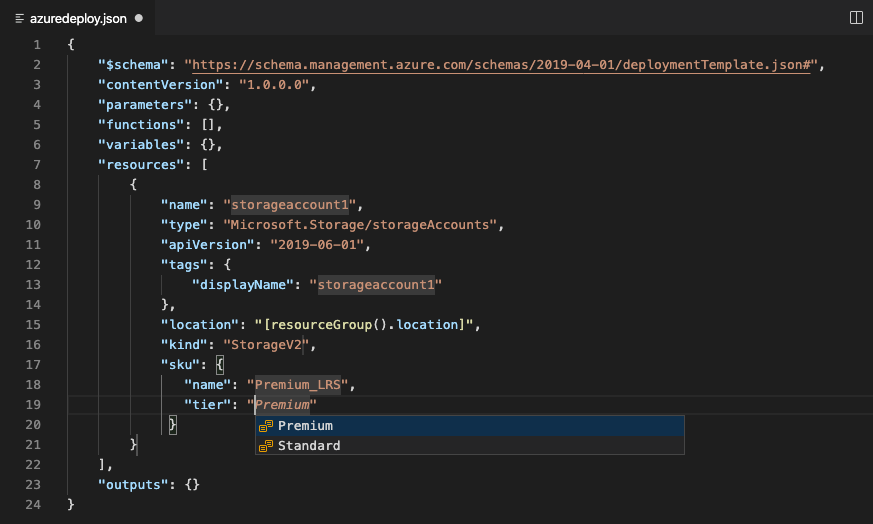 azuredeploy.json
1 {
2 "$schema": "https://schema.management.azure.com/schemas/2019-04-01/deploymentTemplate.json#",
3 "contentVersion": "1.0.0.0",
4 "parameters": {},
5 "functions": [],
6 "variables": {},
7 "resources": [
8 {
9 "name": "storageaccount1",
10 "type": "Microsoft.Storage/storageAccounts",
11 "apiVersion": "2019-06-01",
12 "tags": {
13 "displayName": "storageaccount1"
14 },
15 "location": "[resourceGroup().location]",
16 "kind": "StorageV2",
17 "sku": {
18 "name": "Premium_LRS",
19 "tier": "Premium"
20 }
Premium
21 }
Standard
22 ],
23 "outputs": {}
24 }